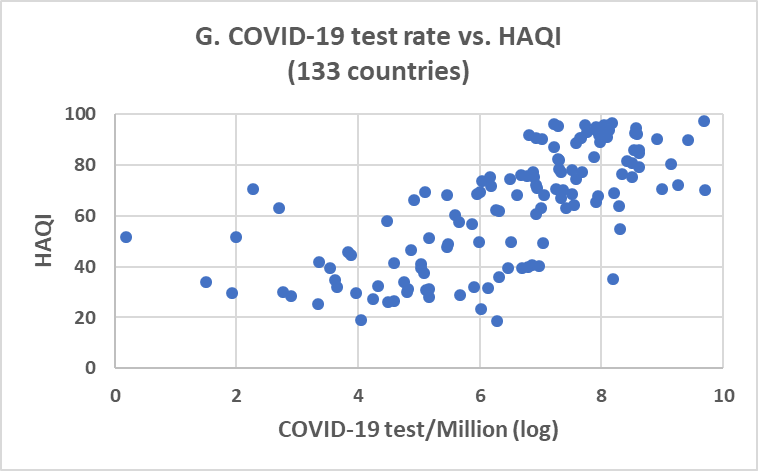 G. COVID-19 test rate vs. HAQI
(133 countries)
100
80
60
40
20
0
HAQI
0 2 4 6 8 10
COVID-19 test/Million (log)